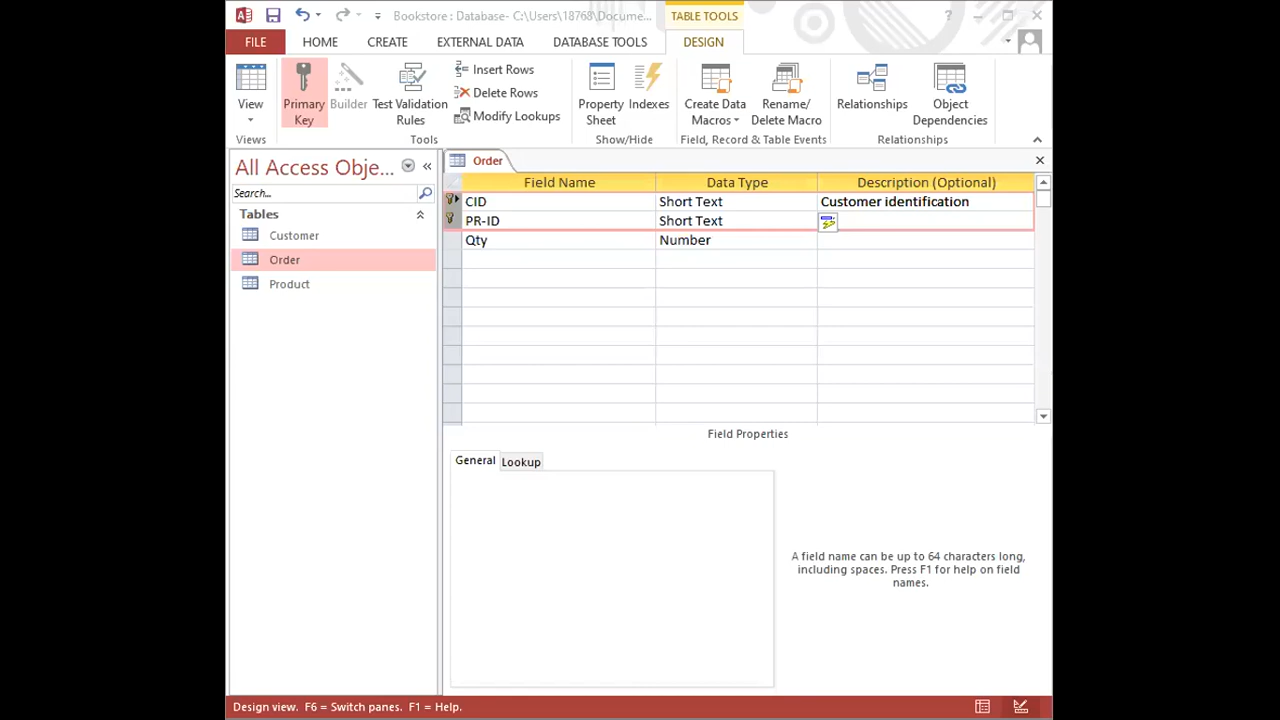 Bookstore : Database- C:\Users\18768\Docume...
TABLE TOOLS
?
FILE
HOME
CREATE
EXTERNAL DATA
DATABASE TOOLS
DESIGN
View
Primary Key
Builder
Test Validation Rules
Insert Rows
Delete Rows
Modify Lookups
Property Sheet
Indexes
Create Data Macros
Rename/ Delete Macro
Relationships
Object Dependencies
Views
Tools
Show/Hide
Field, Record & Table Events
Relationships
All Access Obje...
Search...
Tables
Customer
Order
Product
Order
Field Name Data Type Description (Optional)
CID Short Text Customer identification
PR-ID Short Text
Qty Number
Field Properties
General Lookup
A field name can be up to 64 characters long,
including spaces. Press F1 for help on field
names.
Design view. F6 = Switch panes. F1 = Help.